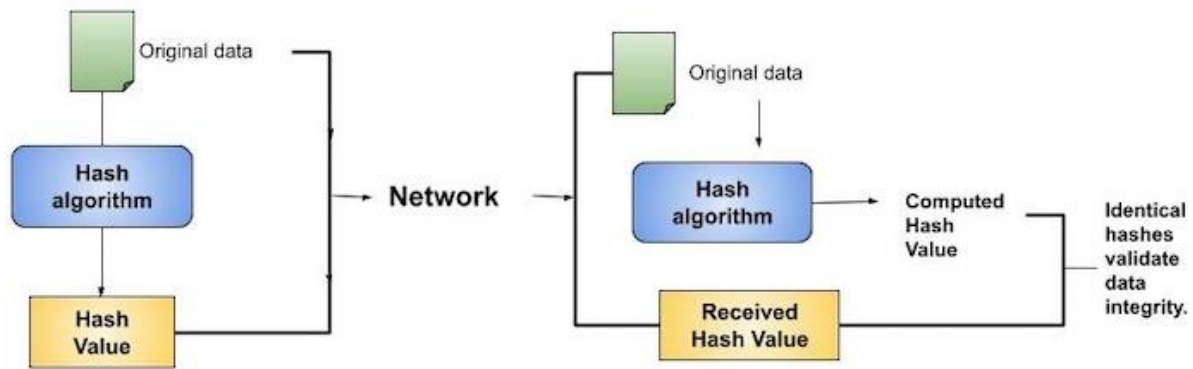 Original data
Hash
algorithm
Hash
Value
Network
Original data
Hash
algorithm
Computed
Hash
Value
Received
Hash Value
Identical
hashes
validate
data
integrity.